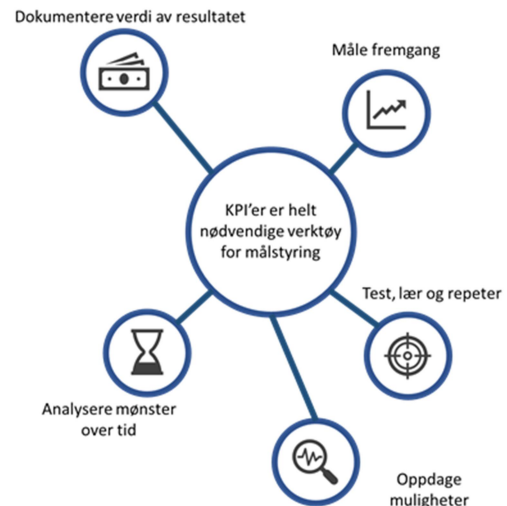 Dokumentere verdi av resultatet
Måle fremgang
KPI'er er helt
nødvendige verktøy
for målstyring
Test, lær og repeter
Analysere mønster
over tid
Oppdage
muligheter